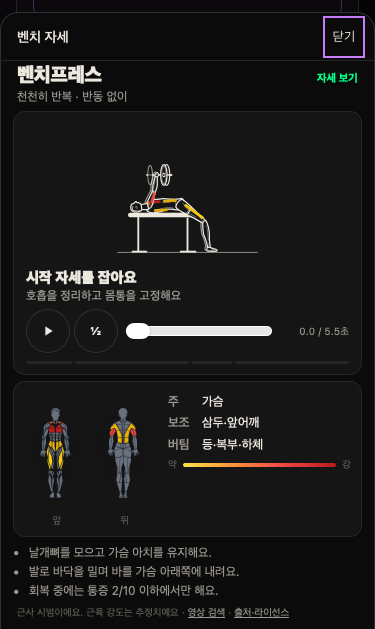 벤치 자세
닫기
벤치프레스
자세 보기
천천히 반복 · 반동 없이
시작 자세를 잡아요
호흡을 정리하고 몸통을 고정해요
½
0.0 / 5.5초
주 가슴
보조 삼두·앞어깨
버팀 등·복부·하체
약 강
앞 뒤
• 날개뼈를 모으고 가슴 아치를 유지해요.
• 발로 바닥을 밀며 바를 가슴 아래쪽에 내려요.
• 회복 중에는 통증 2/10 이하에서만 해요.
근사 시범이에요. 근육 강도는 추정치예요 · 영상 검색 · 출처·라이선스